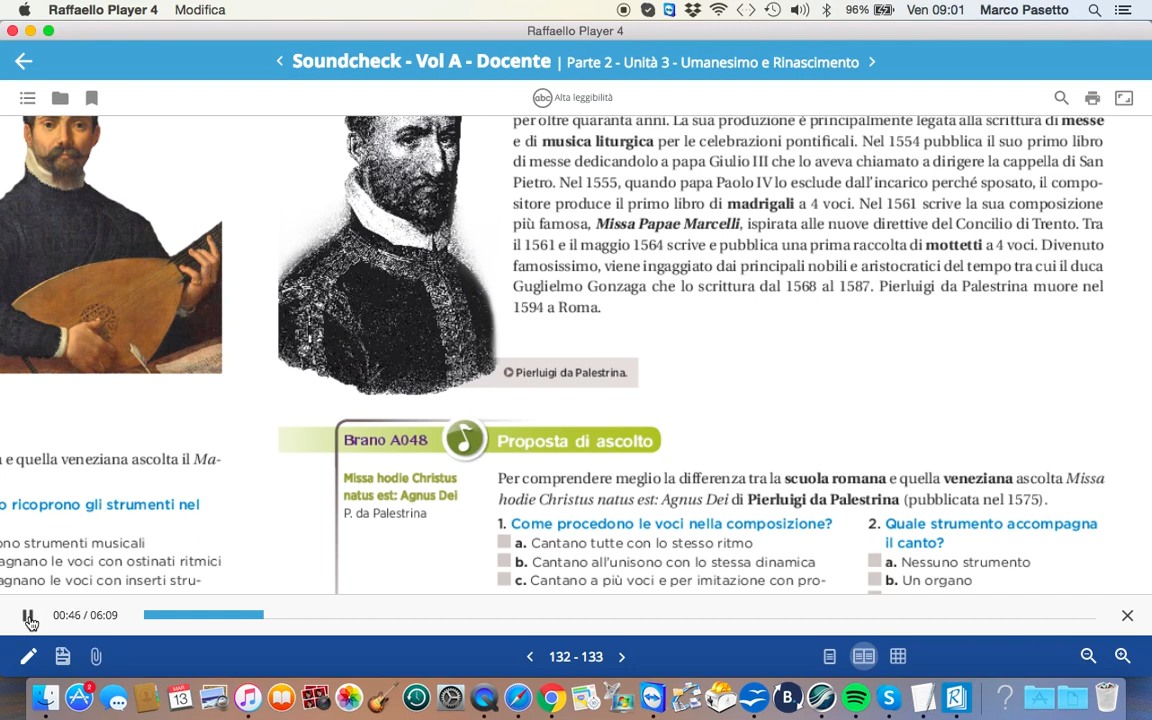 Raffaello Player 4 Modifica 96% Ven 09:01 Marco Pasetto
Raffaello Player 4
Soundcheck - Vol A - Docente | Parte 2 - Unità 3 - Umanesimo e Rinascimento
abc Alta leggibilità
per oltre quaranta anni. La sua produzione è principalmente legata alla scrittura di messe
e di musica liturgica per le celebrazioni pontificali. Nel 1554 pubblica il suo primo libro
di messe dedicandolo a papa Giulio III che lo aveva chiamato a dirigere la cappella di San
Pietro. Nel 1555, quando papa Paolo IV lo esclude dall'incarico perché sposato, il compo-
sitore produce il primo libro di madrigali a 4 voci. Nel 1561 scrive la sua composizione
più famosa, Missa Papae Marcelli, ispirata alle nuove direttive del Concilio di Trento. Tra
il 1561 e il maggio 1564 scrive e pubblica una prima raccolta di mottetti a 4 voci. Divenuto
famosissimo, viene ingaggiato dai principali nobili e aristocratici del tempo tra cui il duca
Guglielmo Gonzaga che lo scrittura dal 1568 al 1587. Pierluigi da Palestrina muore nel
1594 a Roma.
Pierluigi da Palestrina.
Brano A048 Proposta di ascolto
a e quella veneziana ascolta il Ma-
o ricoprono gli strumenti nel
ono strumenti musicali
agnano le voci con ostinati ritmici
agnano le voci con inserti stru-
Missa hodie Christus
natus est: Agnus Dei
P. da Palestrina
Per comprendere meglio la differenza tra la scuola romana e quella veneziana ascolta Missa
hodie Christus natus est: Agnus Dei di Pierluigi da Palestrina (pubblicata nel 1575).
1. Come procedono le voci nella composizione?
a. Cantano tutte con lo stesso ritmo
b. Cantano all'unisono con lo stessa dinamica
c. Cantano a più voci e per imitazione con pro-
2. Quale strumento accompagna
il canto?
a. Nessuno strumento
b. Un organo
00:46 / 06:09
132 - 133